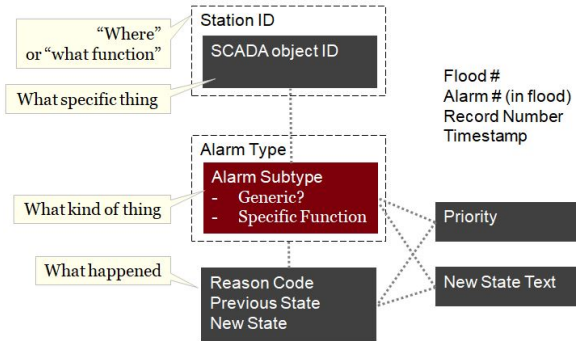 “Where”
or “what function”
Station ID
SCADA object ID
What specific thing
Flood #
Alarm # (in flood)
Record Number
Timestamp
Alarm Type
Alarm Subtype
- Generic?
- Specific Function
What kind of thing
Priority
What happened
Reason Code
Previous State
New State
New State Text